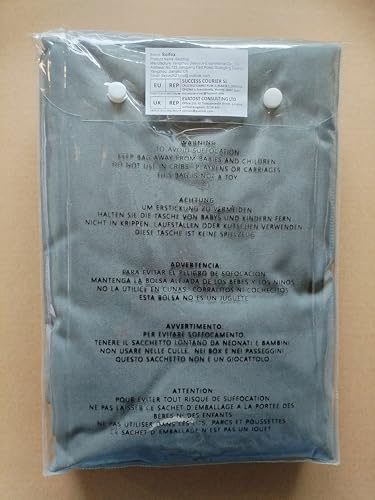 SUCCESS COURIER SL
EU REP
UK REP
EVATOST CONSULTING LTD
WARNING
TO AVOID SUFFOCATION
KEEP BAG AWAY FROM BABIES AND CHILDREN
DO NOT USE IN CRIBS, PLAYPENS OR CARRIAGES
THIS BAG IS NOT A TOY
ACHTUNG
UM ERSTICKUNG ZU VERMEIDEN
HALTEN SIE DIE TASCHE VON BABYS UND KINDERN FERN
NICHT IN KRIPPEN, LAUFSTÄLLEN ODER KUTSCHEN VERWENDEN
DIESE TASCHE IST KEINE SPIELZEUG
ADVERTENCIA:
PARA EVITAR EL PELIGRO DE SOFOCACION
MANTENGA LA BOLSA ALEJADA DE LOS BEBES Y LOS NIÑOS
NO LA UTILICE EN CUNAS, CORRALITOS NI COCHECITOS
ESTA BOLSA NO ES UN JUGUETE
AVVERTIMENTO:
PER EVITARE SOFFOCAMENTO
TENERE IL SACCHETTO LONTANO DA NEONATI E BAMBINI
NON USARE NELLE CULLE, NEI BOX E NEI PASSEGGINI
QUESTO SACCHETTO NON E UN GIOCATTOLO
ATTENTION:
POUR EVITER TOUT RISQUE DE SUFFOCATION
NE PAS LAISSER LE SACHET D'EMBALLAGE A LA PORTEE DES
BEBES NI DES ENFANTS
NE PAS UTILISER DANS LES LITS, PARCS ET POUSSETTES
CE SACHET D'EMBALLAGE N'EST PAS UN JOUET